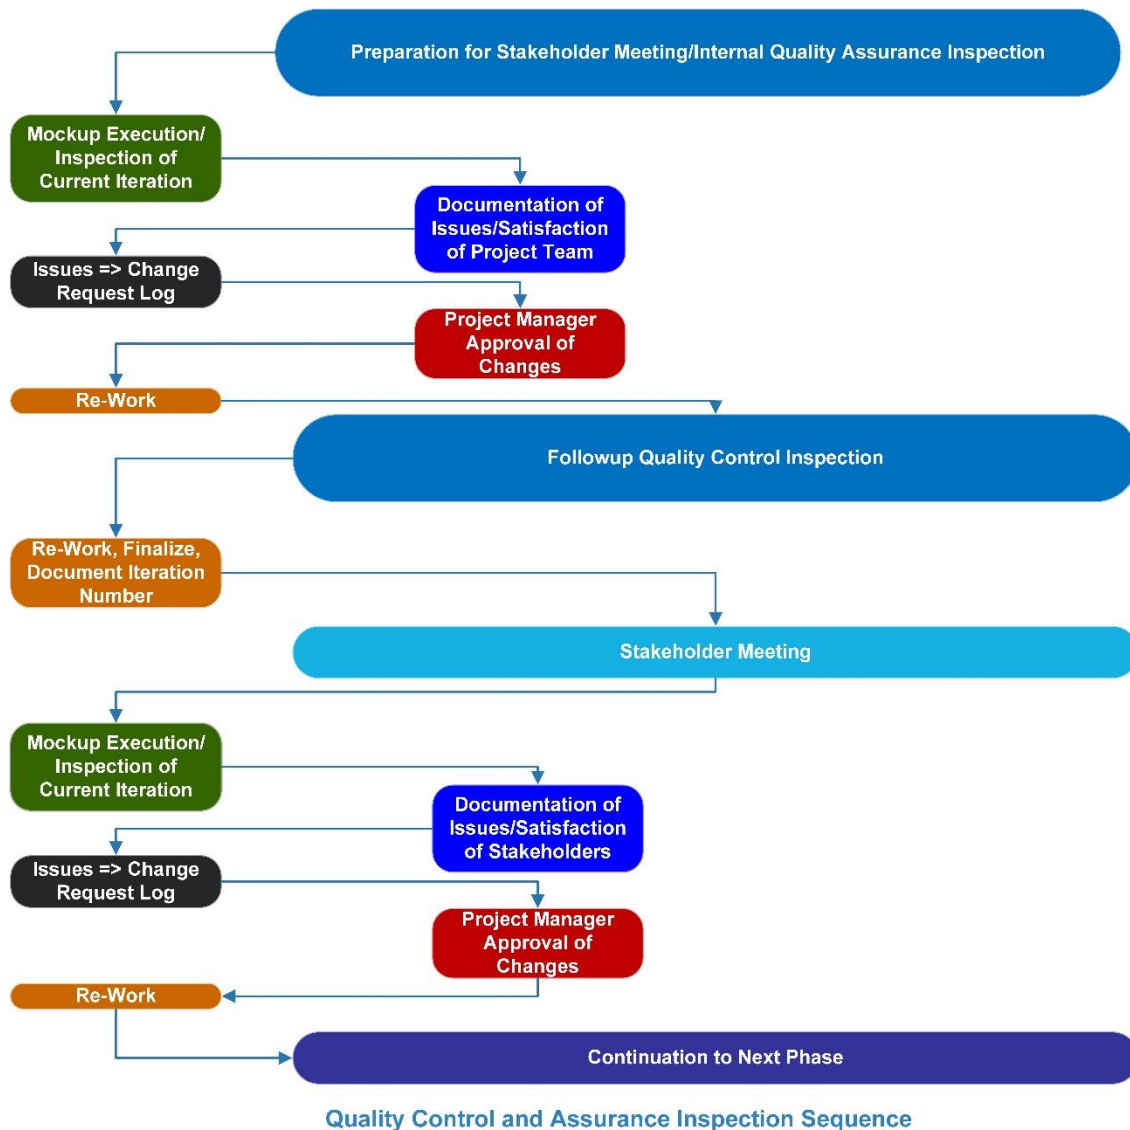 Preparation for Stakeholder Meeting/Internal Quality Assurance Inspection
Mockup Execution/
Inspection of
Current Iteration
Documentation of
Issues/Satisfaction
of Project Team
Issues => Change
Request Log
Project Manager
Approval of
Changes
Re-Work
Followup Quality Control Inspection
Re-Work, Finalize,
Document Iteration
Number
Stakeholder Meeting
Mockup Execution/
Inspection of
Current Iteration
Documentation of
Issues/Satisfaction
of Stakeholders
Issues => Change
Request Log
Project Manager
Approval of
Changes
Re-Work
Continuation to Next Phase
Quality Control and Assurance Inspection Sequence